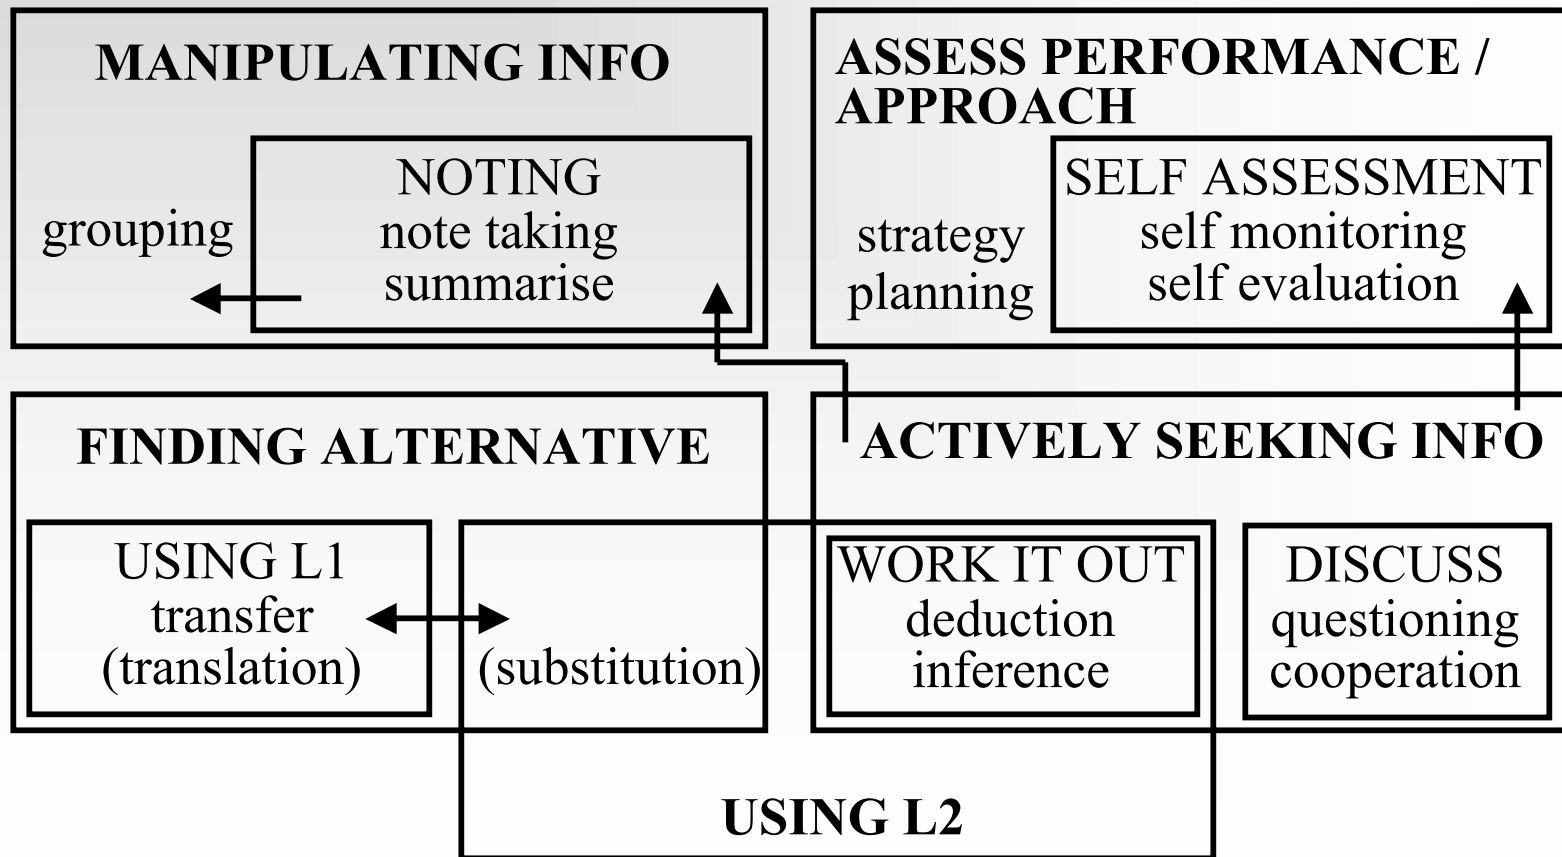 MANIPULATING INFO
NOTING
grouping
note taking
summarise
ASSESS PERFORMANCE /
APPROACH
SELF ASSESSMENT
strategy
planning
self monitoring
self evaluation
FINDING ALTERNATIVE
USING L1
transfer
(translation)
(substitution)
ACTIVELY SEEKING INFO
WORK IT OUT
deduction
inference
DISCUSS
questioning
cooperation
USING L2